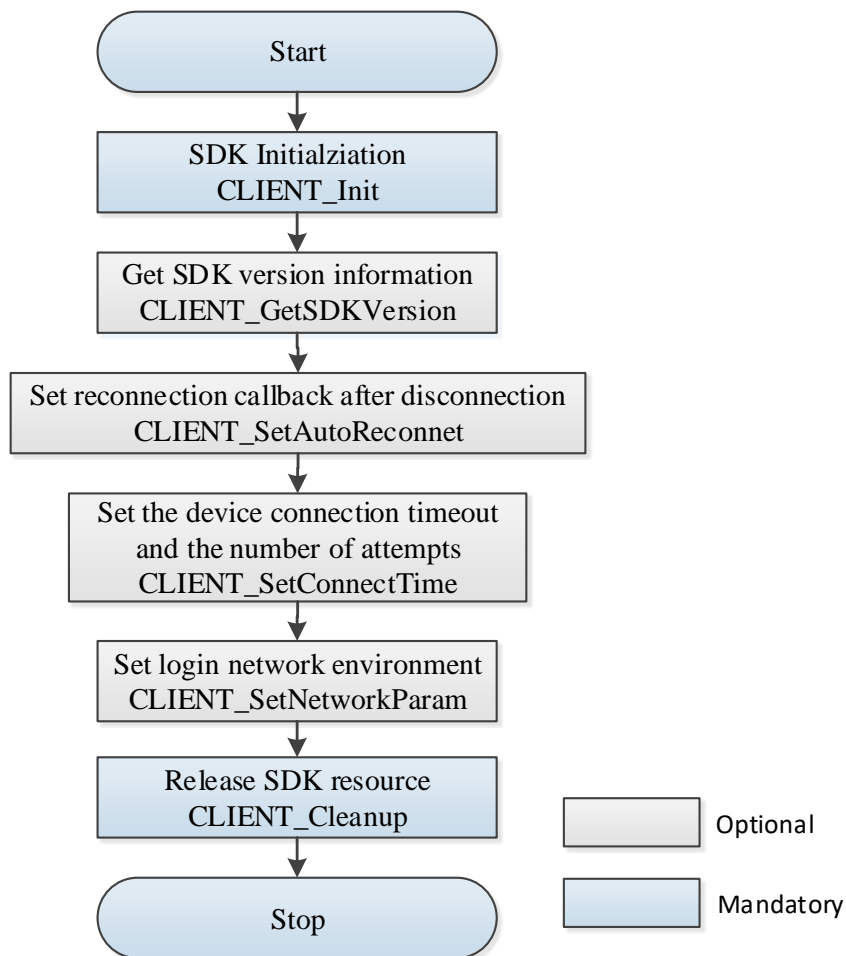 Start
SDK Initialziation
CLIENT_Init
Get SDK version information
CLIENT_GetSDKVersion
Set reconnection callback after disconnection
CLIENT_SetAutoReconnet
Set the device connection timeout
and the number of attempts
CLIENT_SetConnectTime
Set login network environment
CLIENT_SetNetworkParam
Release SDK resource
CLIENT_Cleanup
Stop
Optional
Mandatory